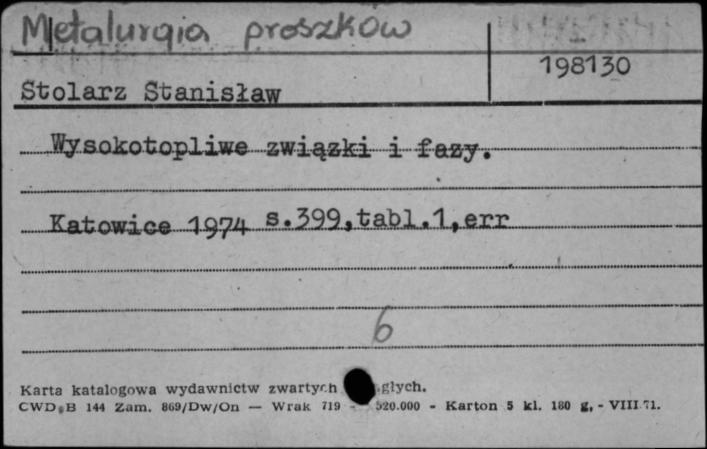 Metalurgia proszków
198130
Stolarz Stanisław
Wysokotopliwe związki i fazy.
Katowice 1974 s.399,tabl.1,err
6
Karta katalogowa wydawnictw zwartych głych.
CWD B 144 Zam. 869/Dw/On — Wrak 719 - 520.000 - Karton 5 kl. 180 g, - VIII 71.